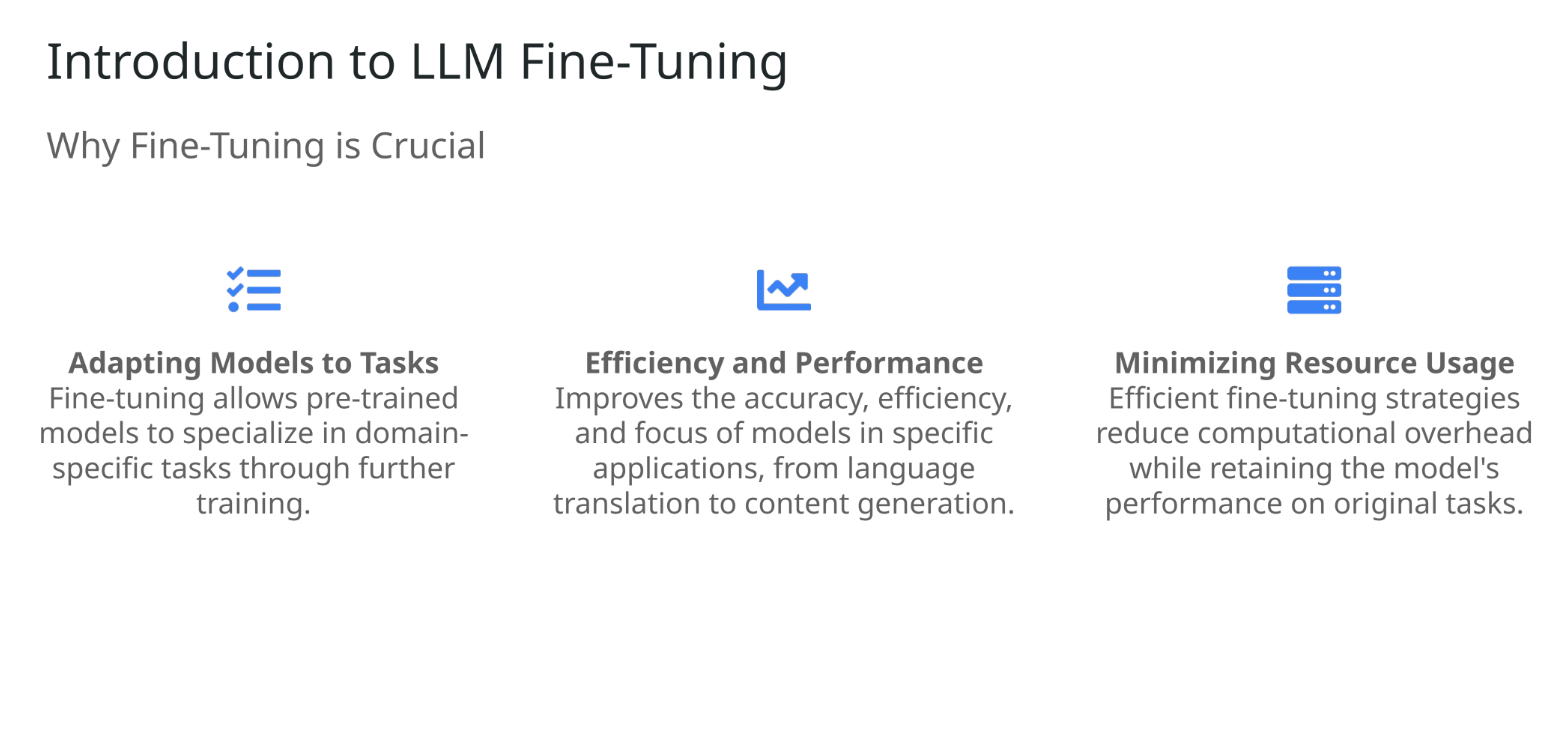 Introduction to LLM Fine-Tuning
Why Fine-Tuning is Crucial
Adapting Models to Tasks
Fine-tuning allows pre-trained
models to specialize in domain-
specific tasks through further
training.
Efficiency and Performance
Improves the accuracy, efficiency,
and focus of models in specific
applications, from language
translation to content generation.
Minimizing Resource Usage
Efficient fine-tuning strategies
reduce computational overhead
while retaining the model's
performance on original tasks.